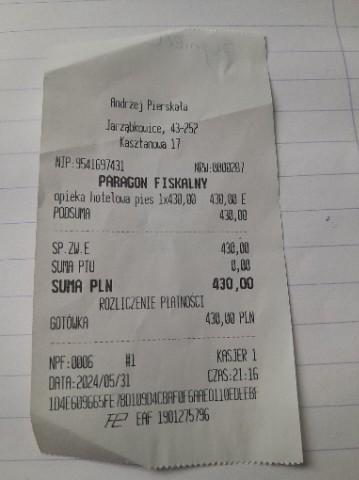 Andrzej Pierskała
Jarząbkowice, 43-252
Kasztanowa 17
NIP:9541697431 NRW:0000287
PARAGON FISKALNY
opieka hotelowa pies 1x430,00 430,00 E
PODSUMA 430,00
SP.ZW.E 430,00
SUMA PTU 0,00
SUMA PLN 430,00
ROZLICZENIE PŁATNOŚCI
GOTÓWKA 430,00 PLN
NPF:0006 #1 KASJER 1
DATA:2024/05/31 CZAS:21:16
EAF 1901275796